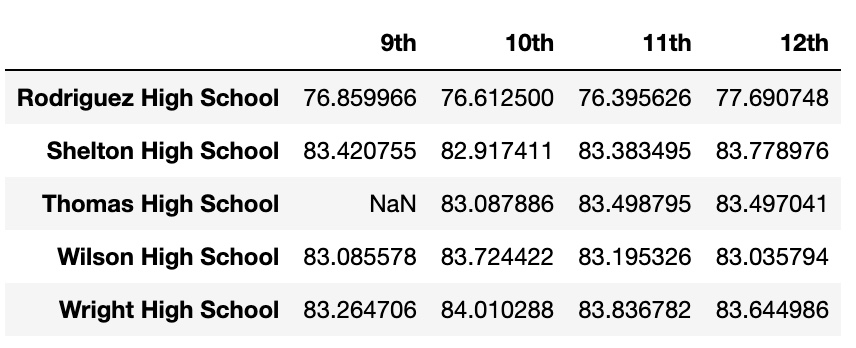 9th 10th 11th 12th
Rodriguez High School 76.859966 76.612500 76.395626 77.690748
Shelton High School 83.420755 82.917411 83.383495 83.778976
Thomas High School NaN 83.087886 83.498795 83.497041
Wilson High School 83.085578 83.724422 83.195326 83.035794
Wright High School 83.264706 84.010288 83.836782 83.644986